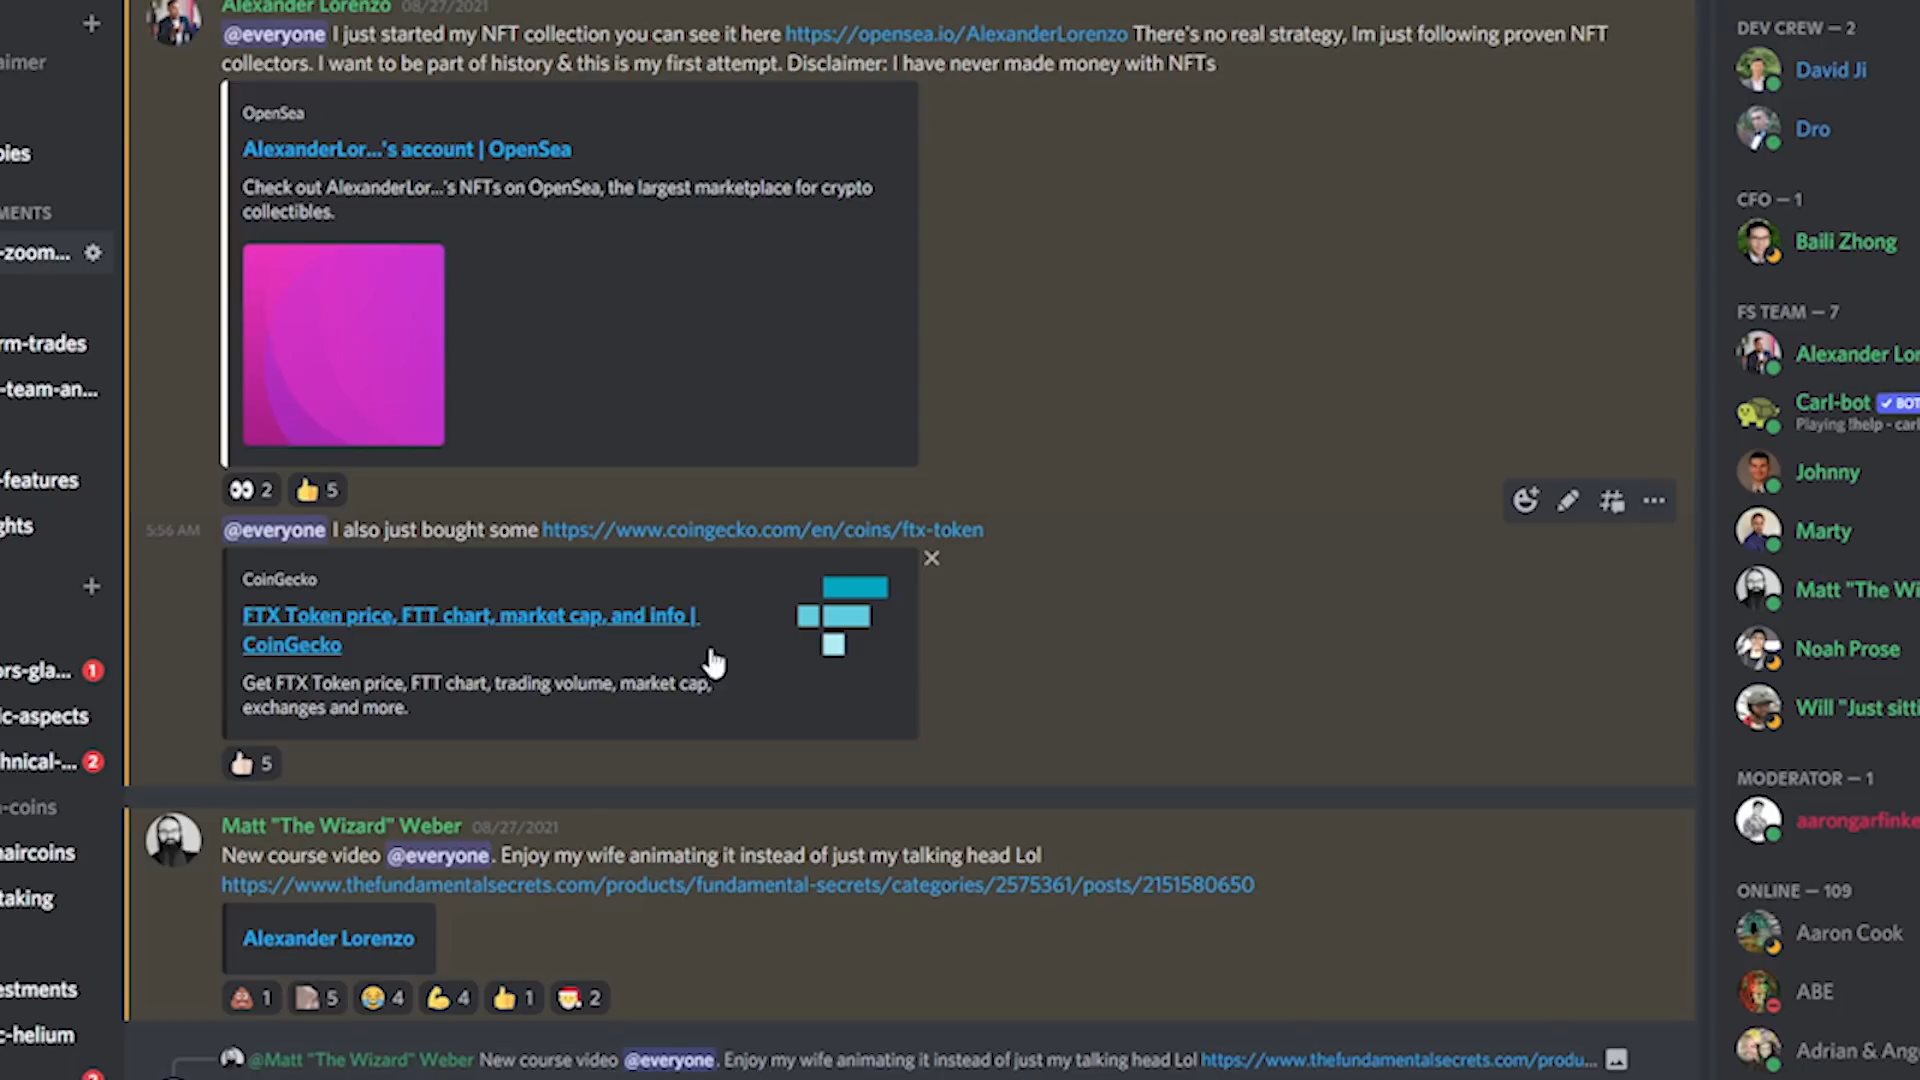 Alexander Lorenzo 08/27/2021
@everyone I just started my NFT collection you can see it here https://opensea.io/AlexanderLorenzo There's no real strategy, Im just following proven NFT
collectors. I want to be part of history & this is my first attempt. Disclaimer: I have never made money with NFTs
OpenSea
AlexanderLor...'s account | OpenSea
Check out AlexanderLor...'s NFTs on OpenSea, the largest marketplace for crypto
collectibles.
2 5
5:56 AM @everyone I also just bought some https://www.coingecko.com/en/coins/ftx-token
CoinGecko
FTX Token price, FTT chart, market cap, and info |
CoinGecko
Get FTX Token price, FTT chart, trading volume, market cap,
exchanges and more.
5
Matt "The Wizard" Weber 08/27/2021
New course video @everyone. Enjoy my wife animating it instead of just my talking head Lol
https://www.thefundamentalsecrets.com/products/fundamental-secrets/categories/2575361/posts/2151580650
Alexander Lorenzo
1 5 4 4 1 2
@Matt "The Wizard" Weber New course video @everyone. Enjoy my wife animating it instead of just my talking head Lol https://www.thefundamentalsecrets.com/produ...
aimer
bies
MENTS
-zoom...
rm-trades
-team-an...
-features
ghts
ors-gla... 1
ic-aspects
hnical-... 2
-coins
haircoins
taking
estments
c-helium
DEV CREW — 2
David Ji
Dro
CFO — 1
Baili Zhong
FS TEAM — 7
Alexander Lor
Carl-bot BOT
Playing !help - carl
Johnny
Marty
Matt "The Wi
Noah Prose
Will "Just sitti
MODERATOR — 1
aarongarfinke
ONLINE — 109
Aaron Cook
ABE
Adrian & Ang